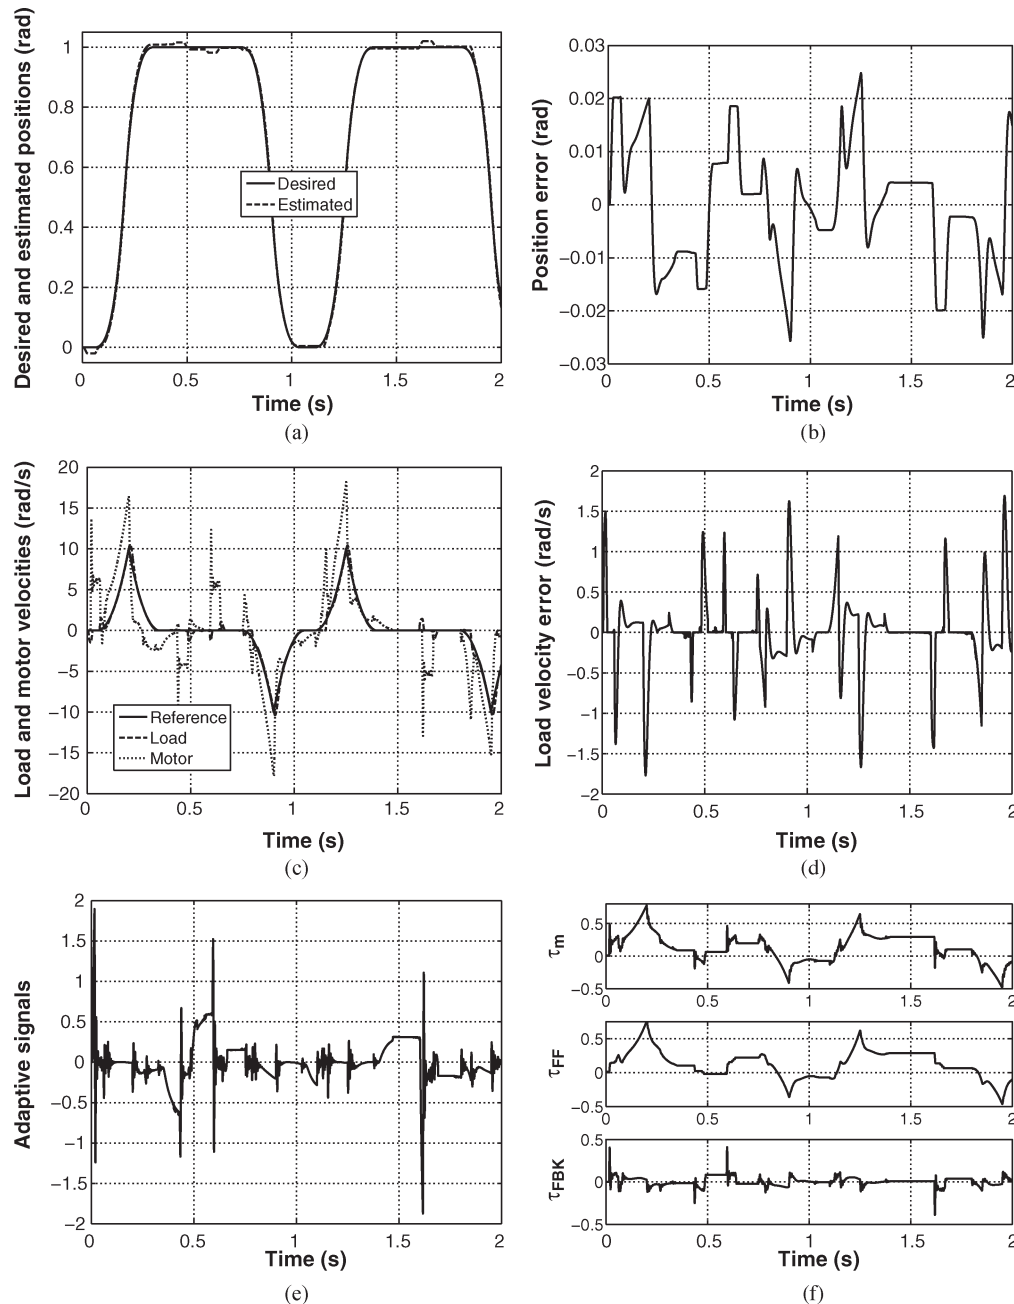 Desired and estimated positions (rad)
1
0.8
0.6
0.4
0.2
0
Desired
Estimated
0 0.5 1 1.5 2
Time (s)
(a)
Position error (rad)
0.03
0.02
0.01
0
−0.01
−0.02
−0.03
0 0.5 1 1.5 2
Time (s)
(b)
Load and motor velocities (rad/s)
20
15
10
5
0
−5
−10
−15
−20
Reference
Load
Motor
0 0.5 1 1.5 2
Time (s)
(c)
Load velocity error (rad/s)
2
1.5
1
0.5
0
−0.5
−1
−1.5
−2
0 0.5 1 1.5 2
Time (s)
(d)
Adaptive signals
2
1.5
1
0.5
0
−0.5
−1
−1.5
−2
0 0.5 1 1.5 2
Time (s)
(e)
τm
0.5
0
−0.5
0 0.5 1 1.5 2
τFF
0.5
0
−0.5
0 0.5 1 1.5 2
τFBK
0.5
0
−0.5
0 0.5 1 1.5 2
Time (s)
(f)